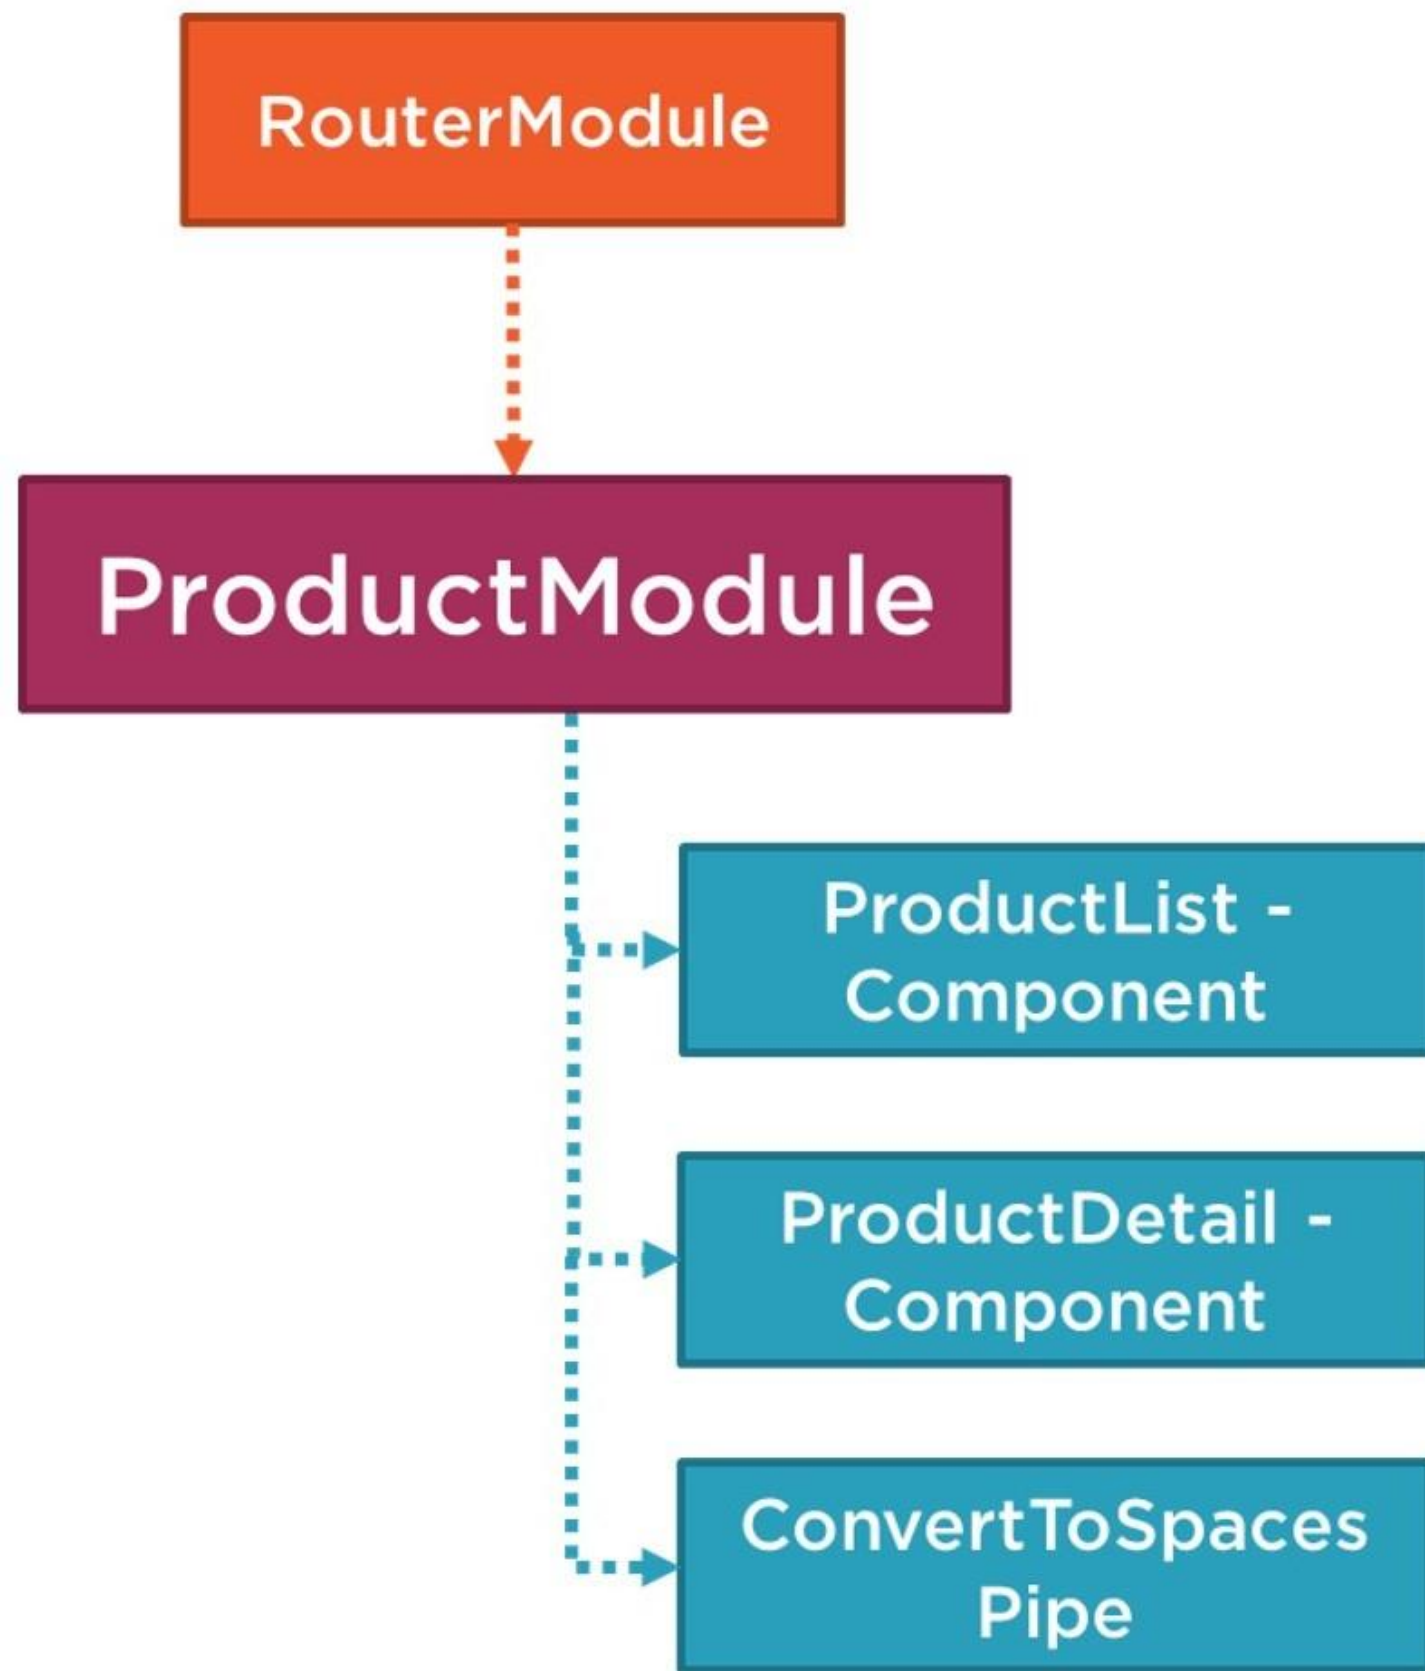 RouterModule
ProductModule
ProductList -
Component
ProductDetail -
Component
ConvertToSpaces
Pipe